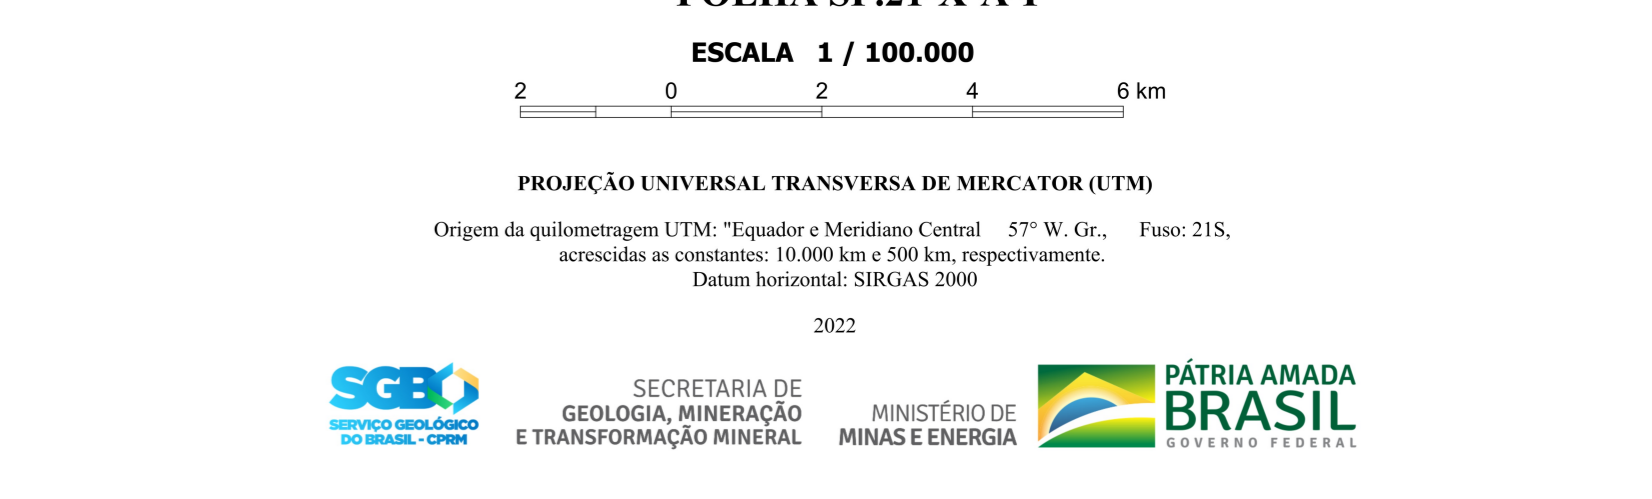 ESCALA 1 / 100.000
2 0 2 4 6 km
PROJEÇÃO UNIVERSAL TRANSVERSA DE MERCATOR (UTM)
Origem da quilometragem UTM: "Equador e Meridiano Central 57° W. Gr., Fuso: 21S,
acrescidas as constantes: 10.000 km e 500 km, respectivamente.
Datum horizontal: SIRGAS 2000
2022
SGB
SERVIÇO GEOLÓGICO
DO BRASIL - CPRM
SECRETARIA DE
GEOLOGIA, MINERAÇÃO
E TRANSFORMAÇÃO MINERAL
MINISTÉRIO DE
MINAS E ENERGIA
PÁTRIA AMADA
BRASIL
GOVERNO FEDERAL